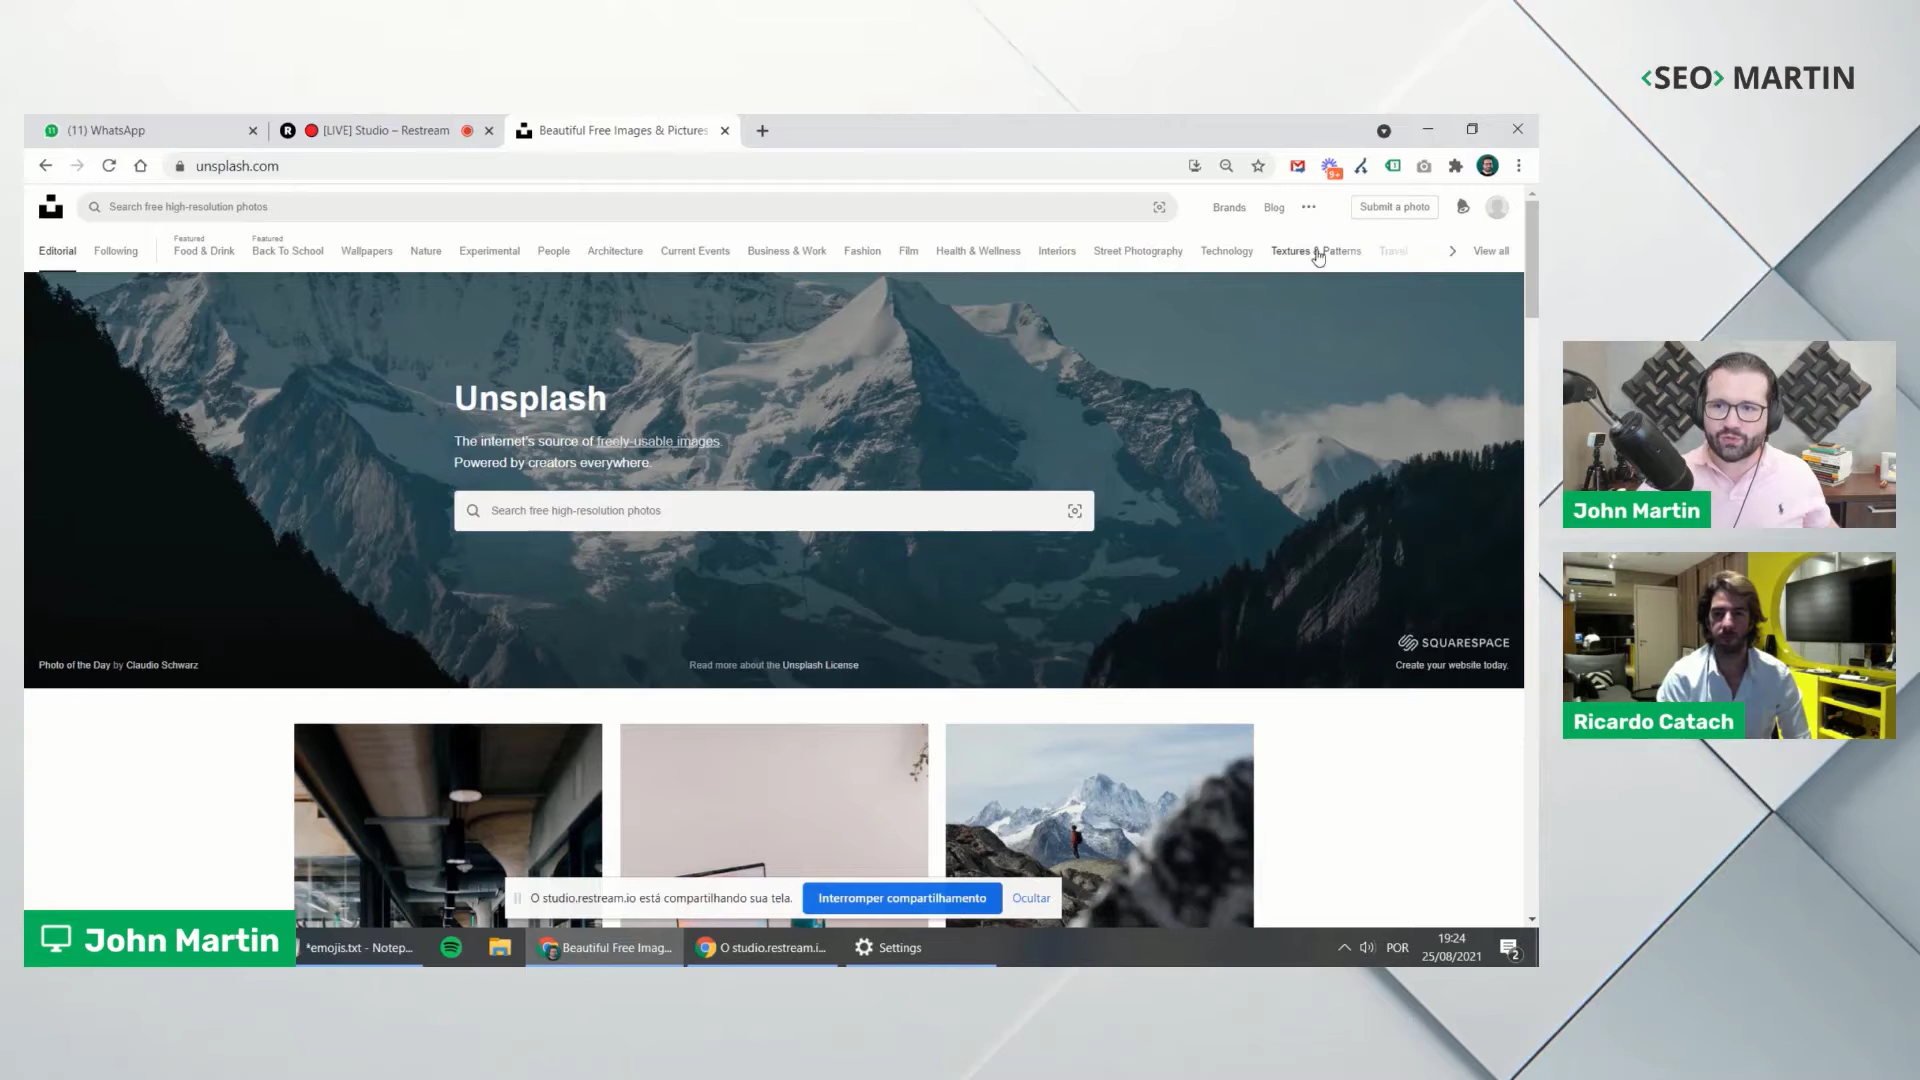 <SEO> MARTIN
(11) WhatsApp
[LIVE] Studio – Restream
Beautiful Free Images & Pictures
unsplash.com
9+
Search free high-resolution photos
Brands
Blog
Submit a photo
Editorial
Following
Featured
Food & Drink
Featured
Back To School
Wallpapers
Nature
Experimental
People
Architecture
Current Events
Business & Work
Fashion
Film
Health & Wellness
Interiors
Street Photography
Technology
Textures & Patterns
Travel
View all
Unsplash
The internet's source of freely-usable images.
Powered by creators everywhere.
Search free high-resolution photos
SQUARESPACE
Create your website today.
Photo of the Day by Claudio Schwarz
Read more about the Unsplash License
John Martin
Ricardo Catach
O studio.restream.io está compartilhando sua tela.
Interromper compartilhamento
Ocultar
John Martin
*emojis.txt - Notep...
Beautiful Free Imag...
O studio.restream.i...
Settings
POR
19:24
25/08/2021
2